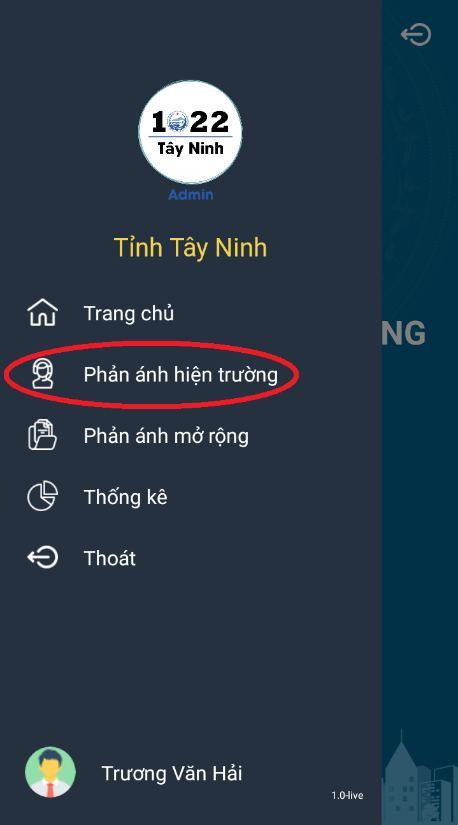 1022
Tây Ninh
Admin
Tỉnh Tây Ninh
Trang chủ
NG
Phản ánh hiện trường
Phản ánh mở rộng
Thống kê
Thoát
Trương Văn Hải
1.0-live